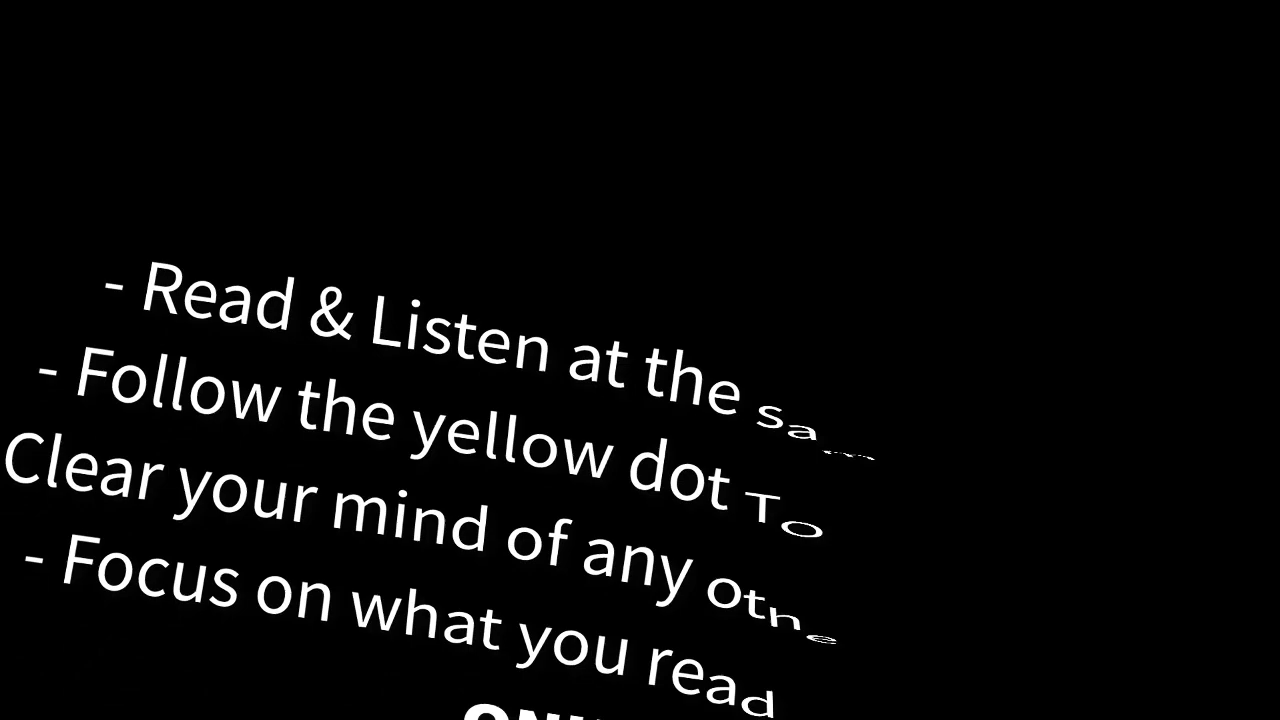 - Read & Listen at the
- Follow the yellow dot To
Clear your mind of any
- Focus on what you read